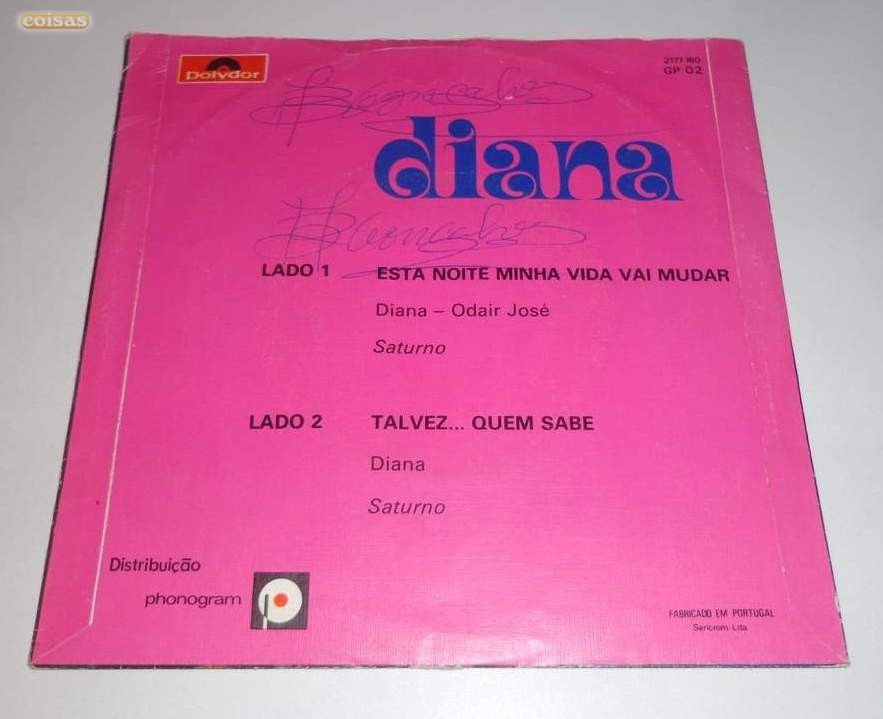 coisas
Polydor
2171 160
GP 02
diana
LADO 1 ESTA NOITE MINHA VIDA VAI MUDAR
Diana – Odair José
Saturno
LADO 2 TALVEZ... QUEM SABE
Diana
Saturno
Distribuição
phonogram
FABRICADO EM PORTUGAL
Sericrom, Lda.